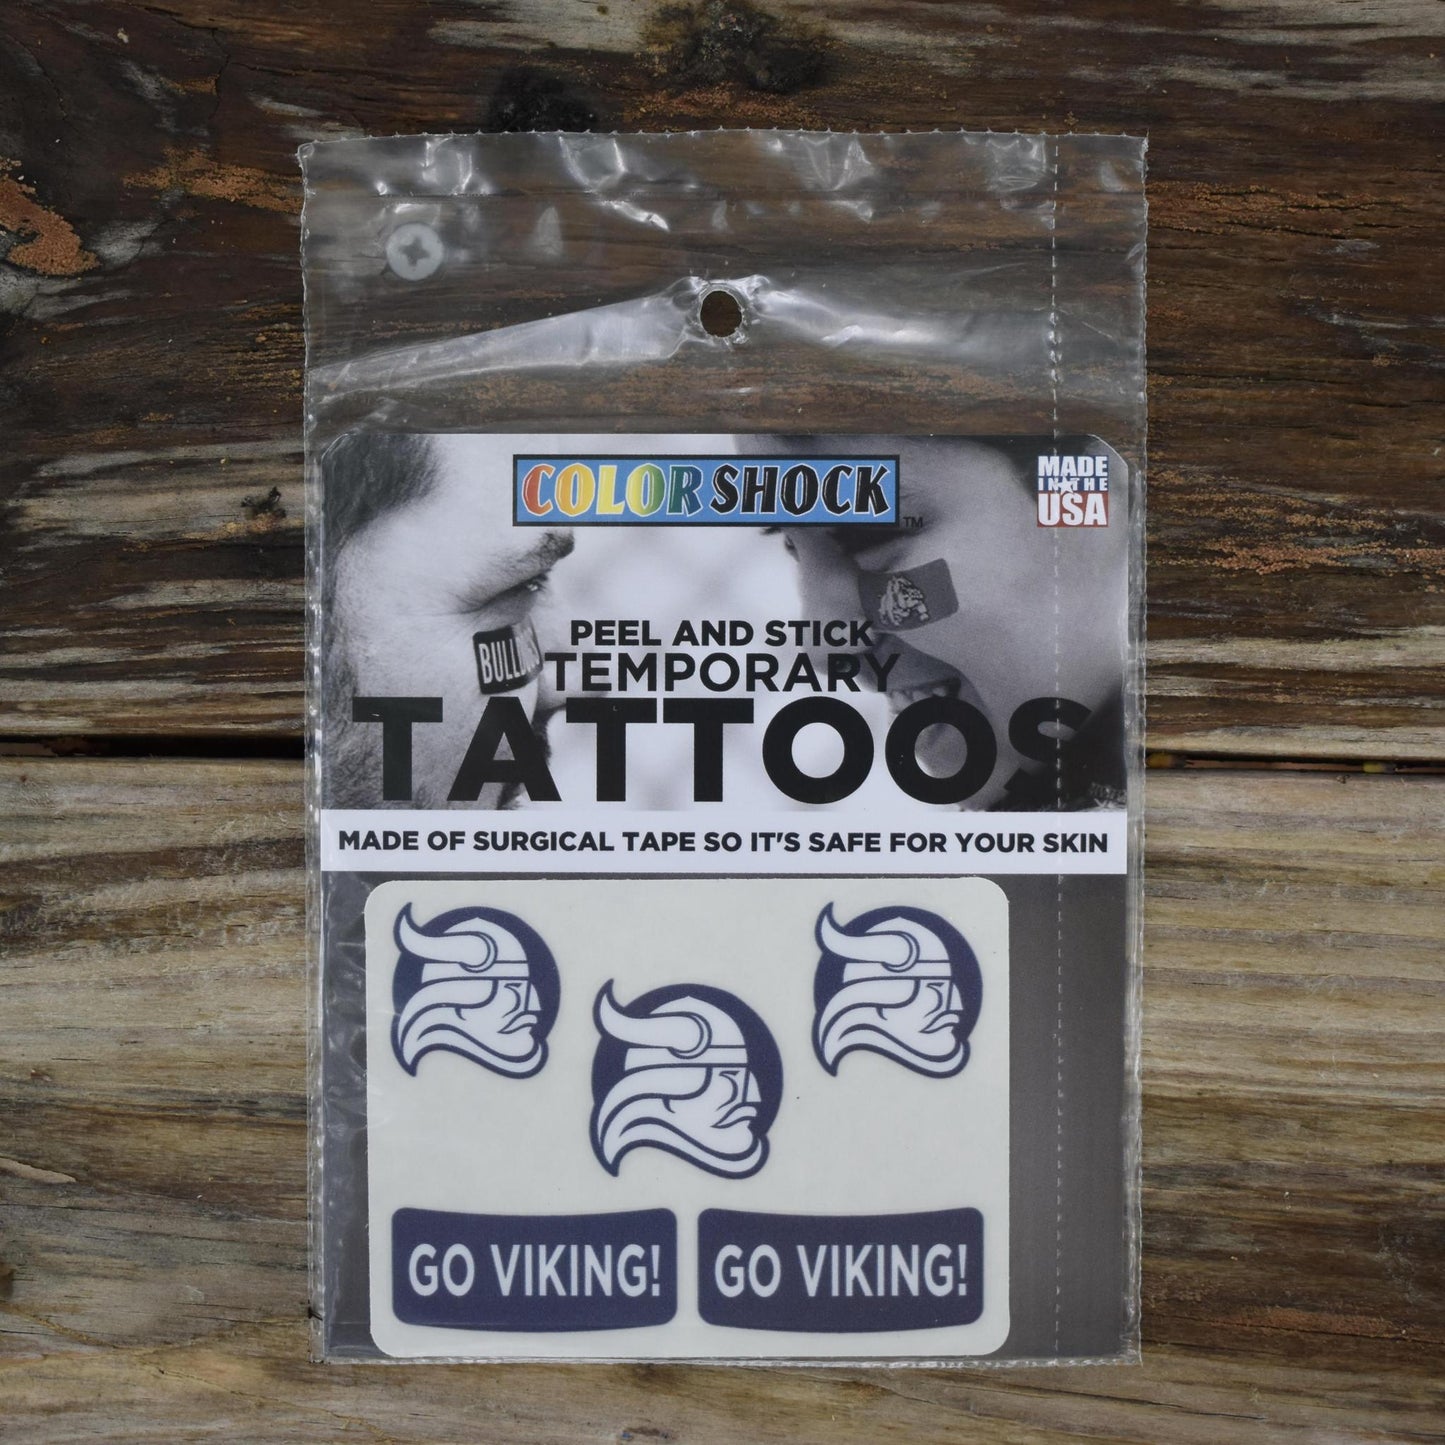 COLOR SHOCK
TM
MADE
IN THE
USA
PEEL AND STICK
TEMPORARY
TATTOOS
MADE OF SURGICAL TAPE SO IT'S SAFE FOR YOUR SKIN
GO VIKING!
GO VIKING!